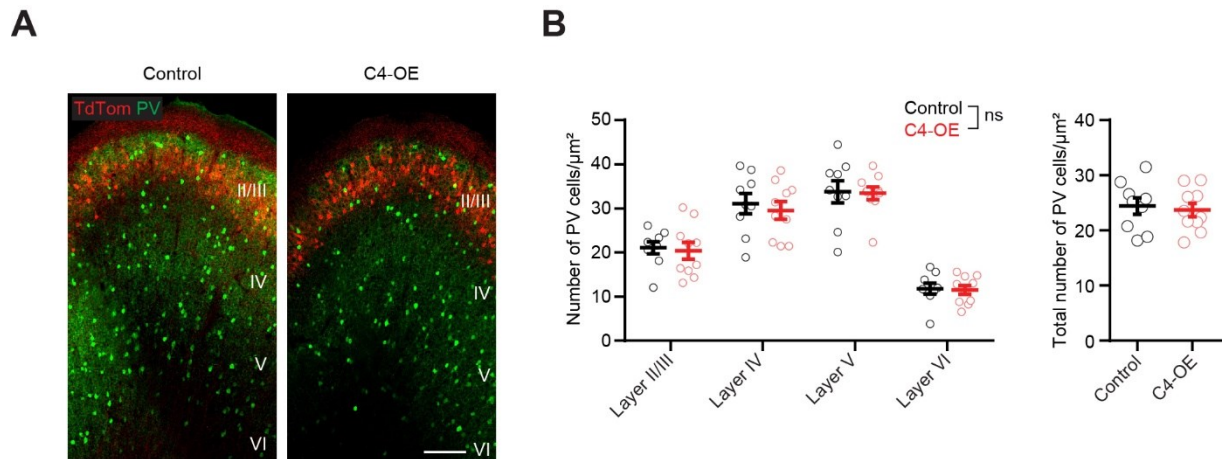 A
Control
C4-OE
TdTom PV
II/III
IV
V
VI
II/III
IV
V
VI
B
Control
C4-OE
ns
Number of PV cells/µm²
50
40
30
20
10
0
Layer II/III
Layer IV
Layer V
Layer VI
Total number of PV cells/µm²
40
30
20
10
0
Control
C4-OE